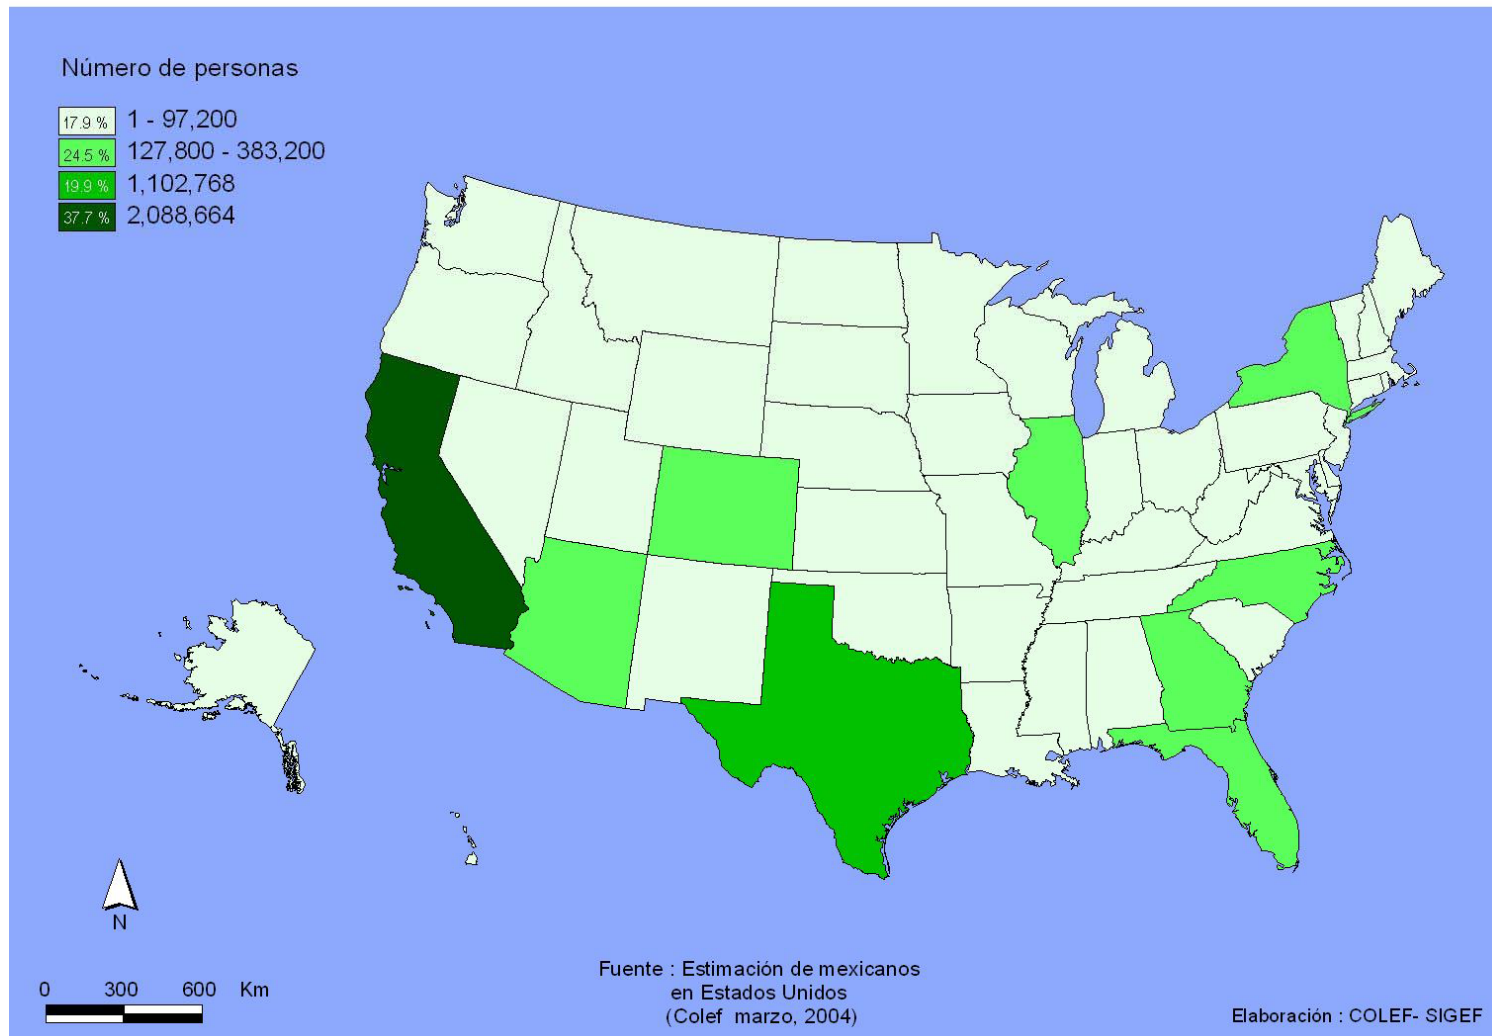 Número de personas
17.9 % 1 - 97,200
24.5 % 127,800 - 383,200
19.9 % 1,102,768
37.7 % 2,088,664
N
0 300 600 Km
Fuente : Estimación de mexicanos
en Estados Unidos
(Colef marzo, 2004)
Elaboración : COLEF- SIGEF